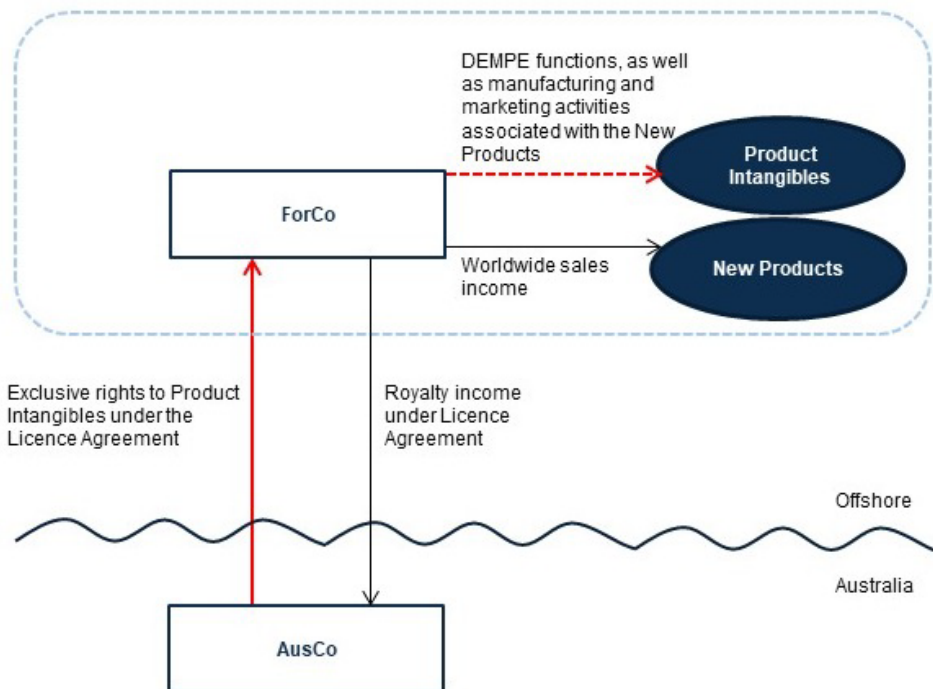 DEMPE functions, as well
as manufacturing and
marketing activities
associated with the New
Products
Product
Intangibles
ForCo
Worldwide sales
income
New Products
Exclusive rights to Product
Intangibles under the
Licence Agreement
Royalty income
under Licence
Agreement
Offshore
Australia
AusCo